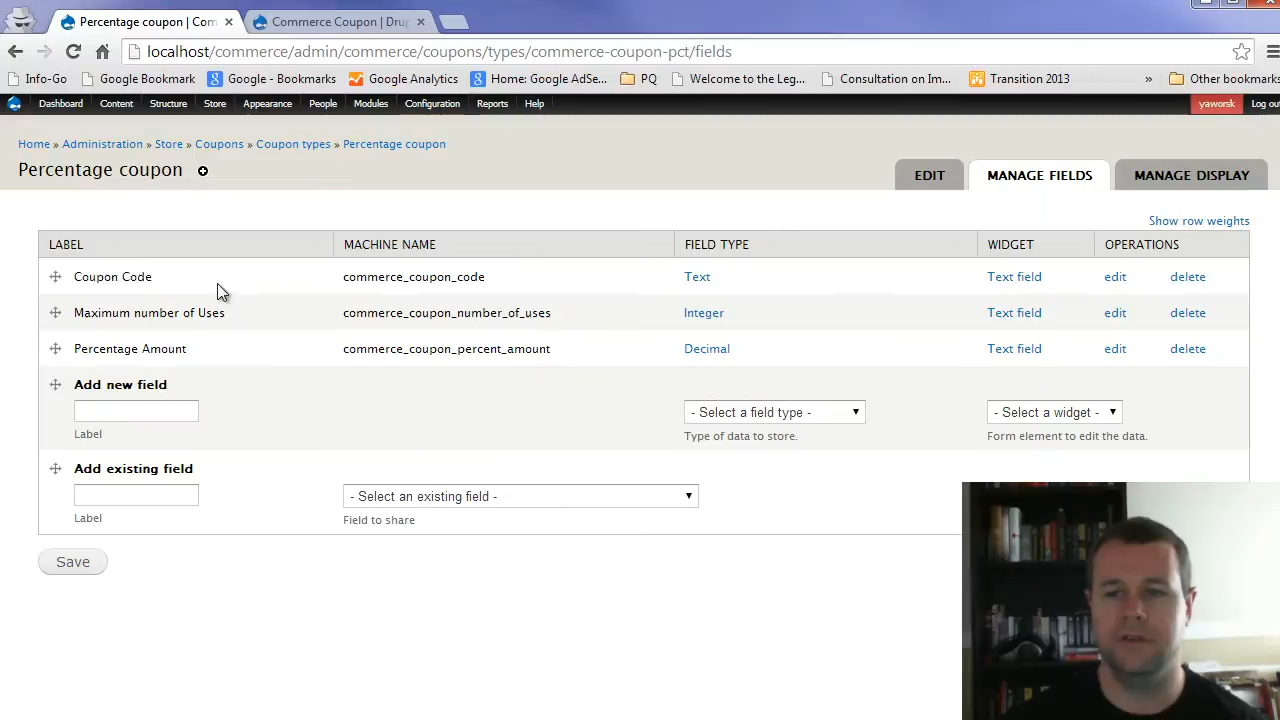 Percentage coupon | Com
Commerce Coupon | Drup
localhost/commerce/admin/commerce/coupons/types/commerce-coupon-pct/fields
Info-Go Google Bookmark Google - Bookmarks Google Analytics Home: Google AdSe... PQ Welcome to the Leg... Consultation on Im... Transition 2013 » Other bookmarks
Dashboard Content Structure Store Appearance People Modules Configuration Reports Help yaworsk Log out
Home » Administration » Store » Coupons » Coupon types » Percentage coupon
Percentage coupon
EDIT MANAGE FIELDS MANAGE DISPLAY
Show row weights
LABEL MACHINE NAME FIELD TYPE WIDGET OPERATIONS
Coupon Code commerce_coupon_code Text Text field edit delete
Maximum number of Uses commerce_coupon_number_of_uses Integer Text field edit delete
Percentage Amount commerce_coupon_percent_amount Decimal Text field edit delete
Add new field
- Select a field type - - Select a widget -
Label Type of data to store. Form element to edit the data.
Add existing field
- Select an existing field -
Label Field to share
Save